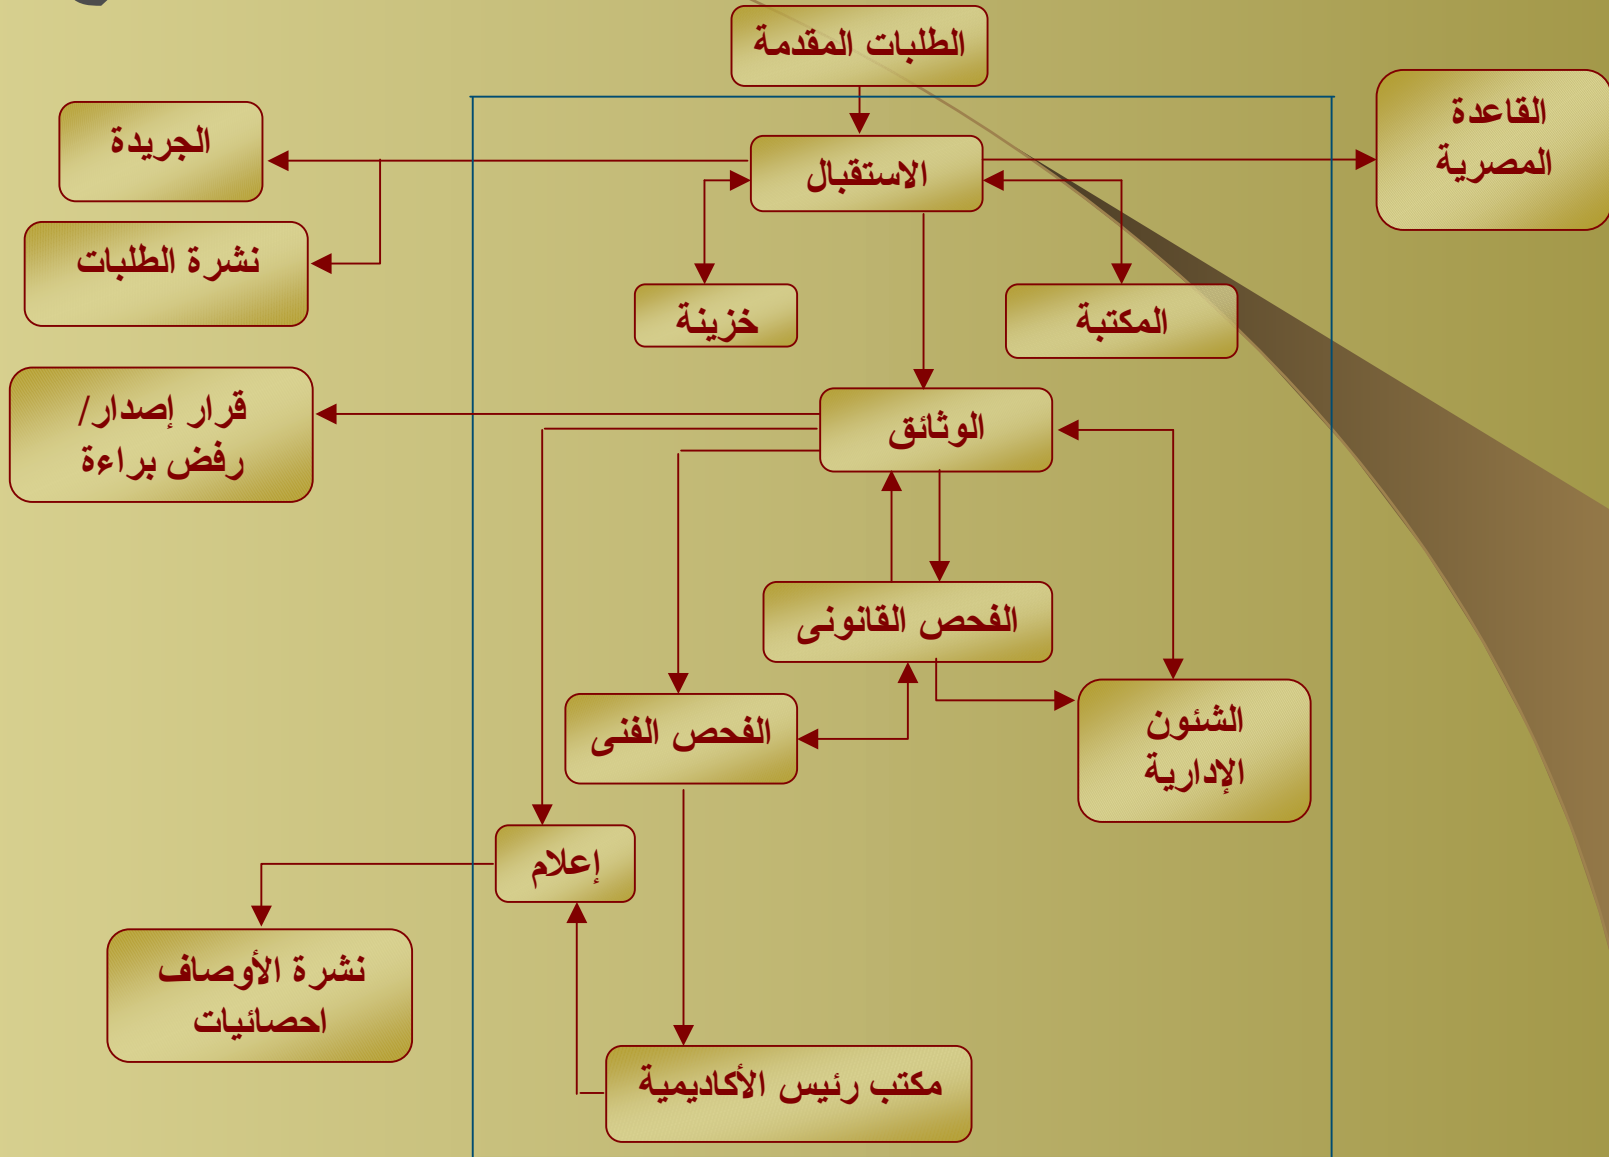 الطلبات المقدمة
القاعدة
المصرية
الجريدة
الاستقبال
نشرة الطلبات
خزينة
المكتبة
قرار إصدار/
رفض براءة
الوثائق
الفحص القانونى
الفحص الفنى
الشئون
الإدارية
إعلام
نشرة الأوصاف
احصائيات
مكتب رئيس الأكاديمية